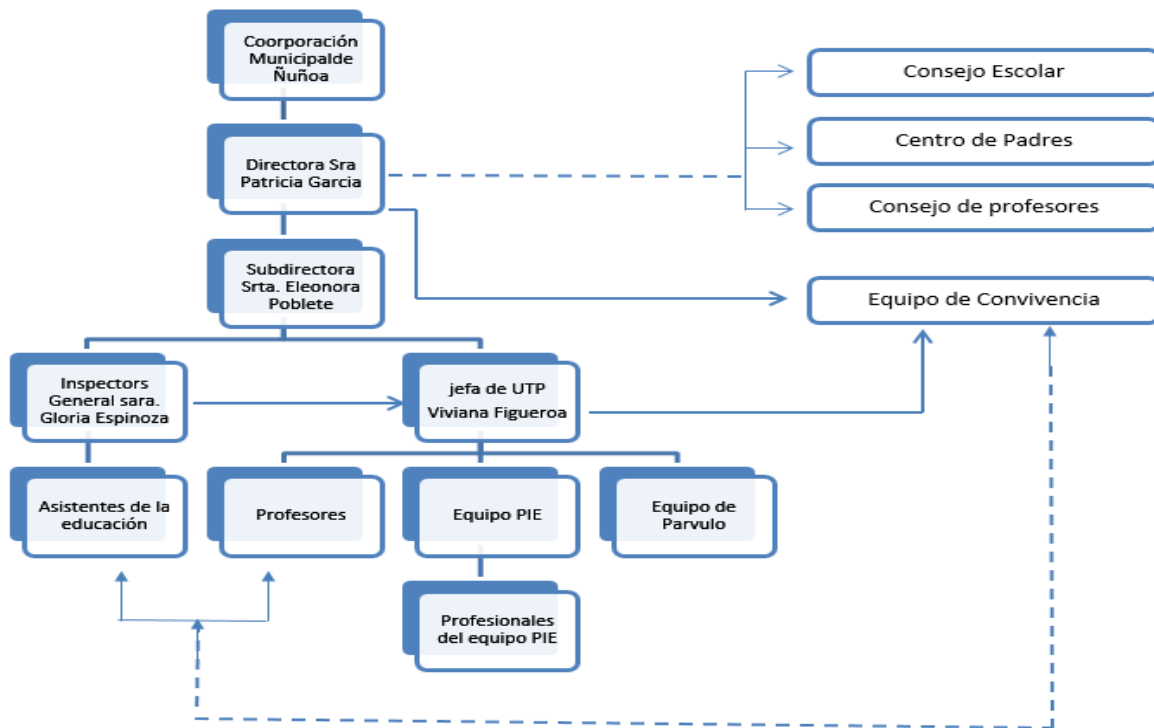 Coorporación
Municipalde
Ñuñoa
Consejo Escolar
Centro de Padres
Directora Sra
Patricia Garcia
Consejo de profesores
Subdirectora
Srta. Eleonora
Poblete
Equipo de Convivencia
Inspectors
General sara.
Gloria Espinoza
jefa de UTP
Viviana Figueroa
Asistentes de la
educación
Profesores
Equipo PIE
Equipo de
Parvulo
Profesionales
del equipo PIE